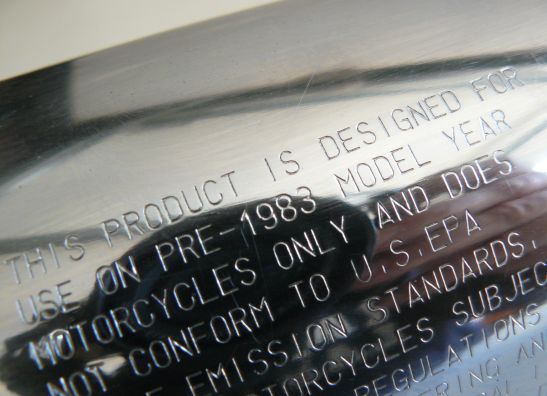 THIS PRODUCT IS DESIGNED FOR
USE ON PRE-1983 MODEL YEAR
MOTORCYCLES ONLY AND DOES
NOT CONFORM TO U.S. EPA
EMISSION STANDARDS.
MOTORCYCLES SUBJEC
REGULATIONS